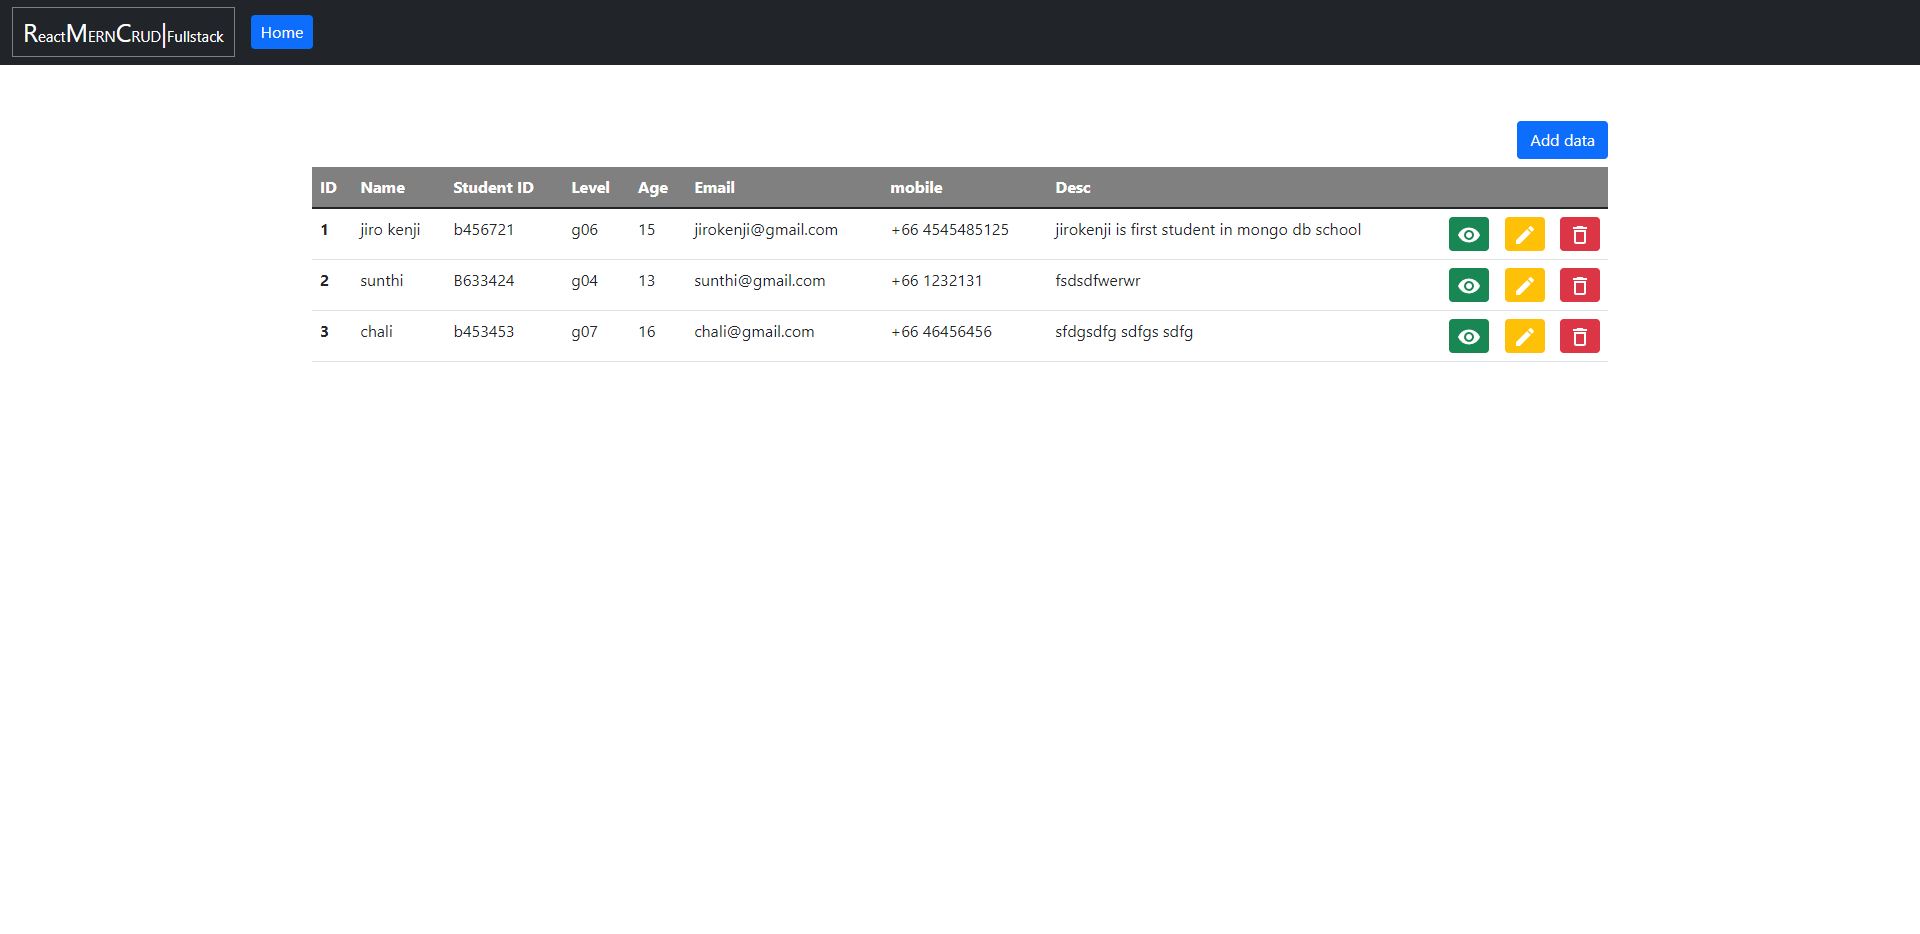 ReactMERNCRUD|Fullstack Home
Add data
ID Name Student ID Level Age Email mobile Desc
1 jiro kenji b456721 g06 15 jirokenji@gmail.com +66 4545485125 jirokenji is first student in mongo db school
2 sunthi B633424 g04 13 sunthi@gmail.com +66 1232131 fsdsdfwerwr
3 chali b453453 g07 16 chali@gmail.com +66 46456456 sfdgsdfg sdfgs sdfg